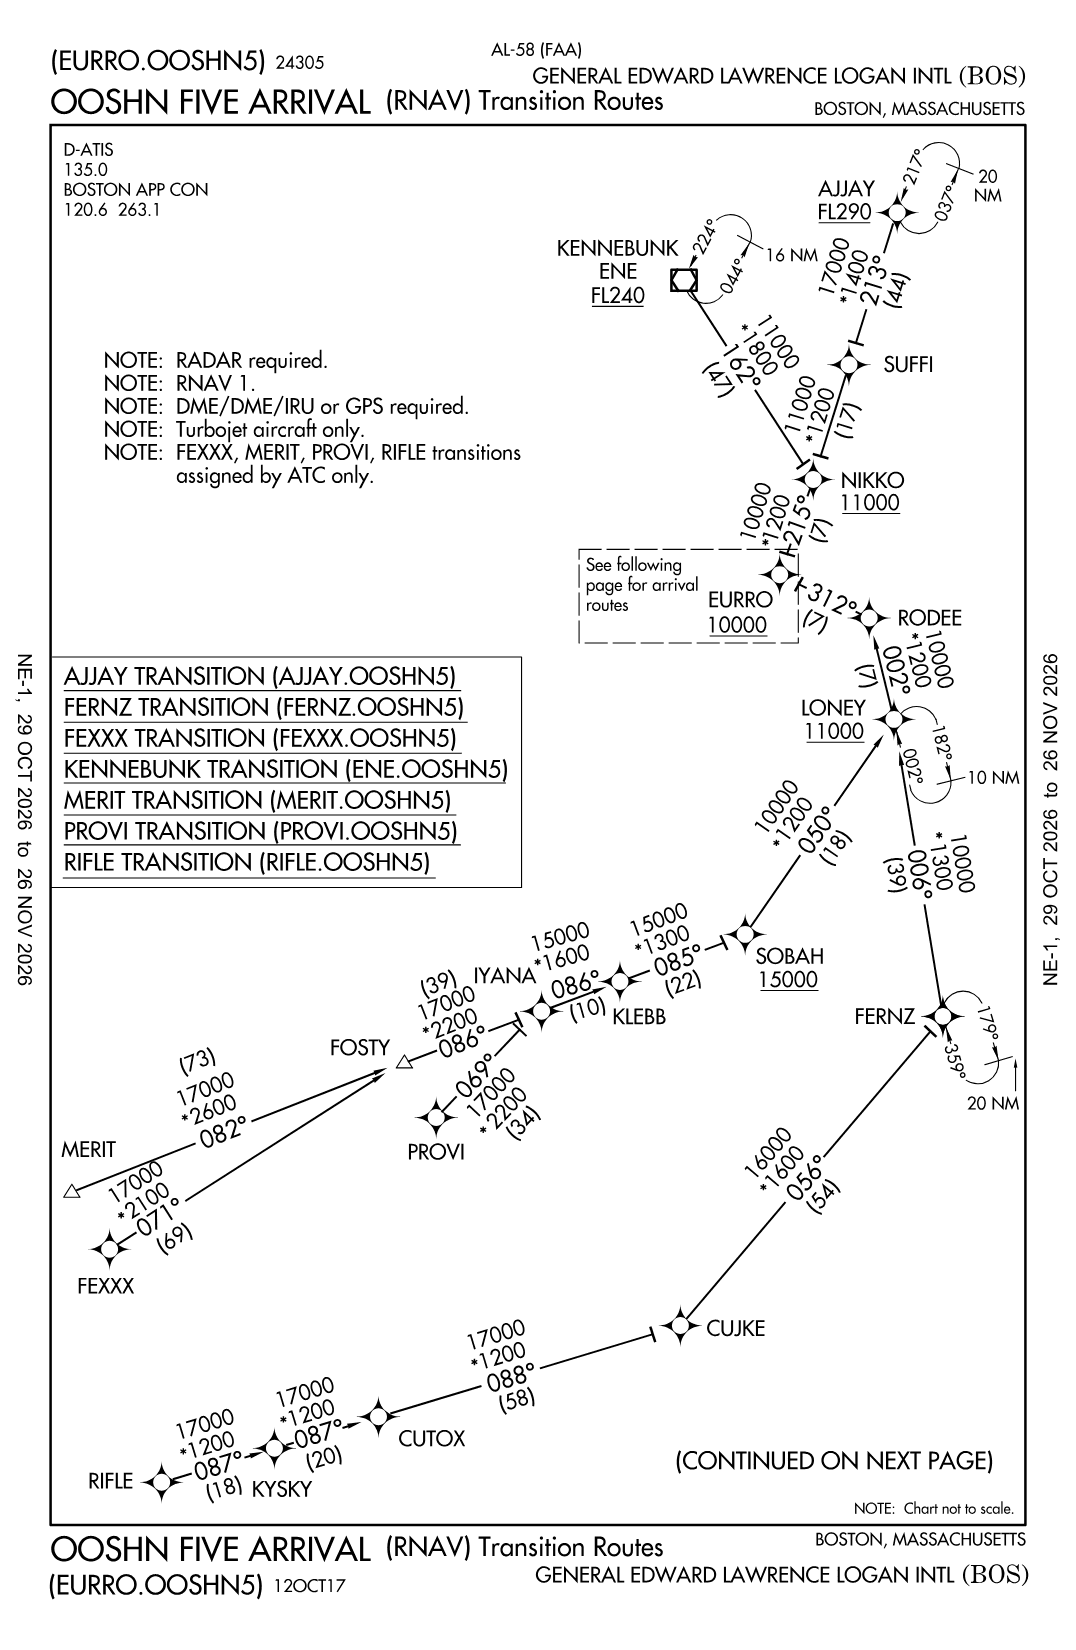 (EURRO.OOSHN5) 24305
AL-58 (FAA)
GENERAL EDWARD LAWRENCE LOGAN INTL (BOS)
OOSHN FIVE ARRIVAL (RNAV) Transition Routes
BOSTON, MASSACHUSETTS
D-ATIS
135.0
BOSTON APP CON
120.6 263.1
217°
037°
20
NM
AJJAY
FL290
KENNEBUNK
ENE
FL240
224°
044°
16 NM
17000
*1400
213°
(44)
11000
*1800
162°
(47)
SUFFI
11000
*1200
(17)
NOTE: RADAR required.
NOTE: RNAV 1.
NOTE: DME/DME/IRU or GPS required.
NOTE: Turbojet aircraft only.
NOTE: FEXXX, MERIT, PROVI, RIFLE transitions
assigned by ATC only.
NIKKO
11000
10000
*1200
215°
(7)
See following
page for arrival
routes
EURRO
10000
312°
(7)
RODEE
10000
*1200
002°
(7)
LONEY
11000
182°
002°
10 NM
AJJAY TRANSITION (AJJAY.OOSHN5)
FERNZ TRANSITION (FERNZ.OOSHN5)
FEXXX TRANSITION (FEXXX.OOSHN5)
KENNEBUNK TRANSITION (ENE.OOSHN5)
MERIT TRANSITION (MERIT.OOSHN5)
PROVI TRANSITION (PROVI.OOSHN5)
RIFLE TRANSITION (RIFLE.OOSHN5)
NE-1, 29 OCT 2026 to 26 NOV 2026
NE-1, 29 OCT 2026 to 26 NOV 2026
10000
*1200
050°
(18)
10000
*1300
006°
(39)
SOBAH
15000
15000
*1300
085°
(22)
15000
*1600
086°
(10)
IYANA
KLEBB
(39)
17000
*2200
086°
FOSTY
069°
17000
*2200
(34)
PROVI
FERNZ
179°
359°
20 NM
(73)
17000
*2600
082°
MERIT
17000
*2100
071°
(69)
FEXXX
16000
*1600
056°
(54)
CUJKE
17000
*1200
088°
(58)
17000
*1200
087°
(20)
CUTOX
17000
*1200
087°
(18)
RIFLE
KYSKY
(CONTINUED ON NEXT PAGE)
NOTE: Chart not to scale.
OOSHN FIVE ARRIVAL (RNAV) Transition Routes
BOSTON, MASSACHUSETTS
(EURRO.OOSHN5) 12OCT17
GENERAL EDWARD LAWRENCE LOGAN INTL (BOS)